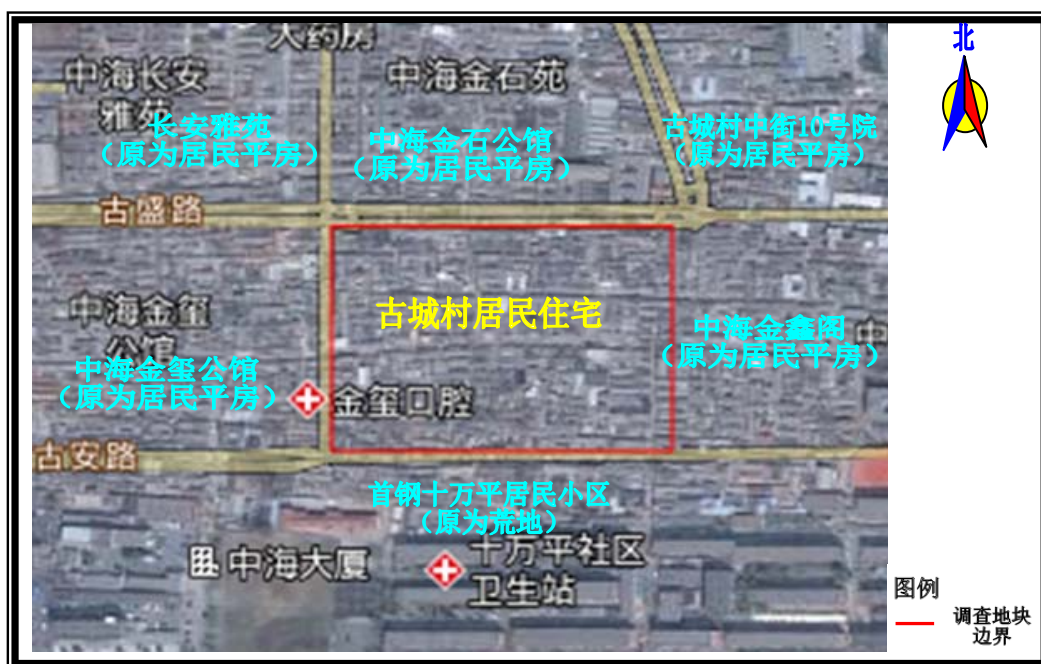 大药房
北
中海长安
雅苑
中海金石苑
长安雅苑
（原为居民平房）
中海金石公馆
（原为居民平房）
古城村中街10号院
（原为居民平房）
古盛路
中海金玺
公馆
古城村居民住宅
中海金鑫阁
（原为居民平房）
中
中海金玺公馆
（原为居民平房）
金玺口腔
古安路
首钢十万平居民小区
（原为荒地）
中海大厦
十万平社区
卫生站
图例
调查地块
边界